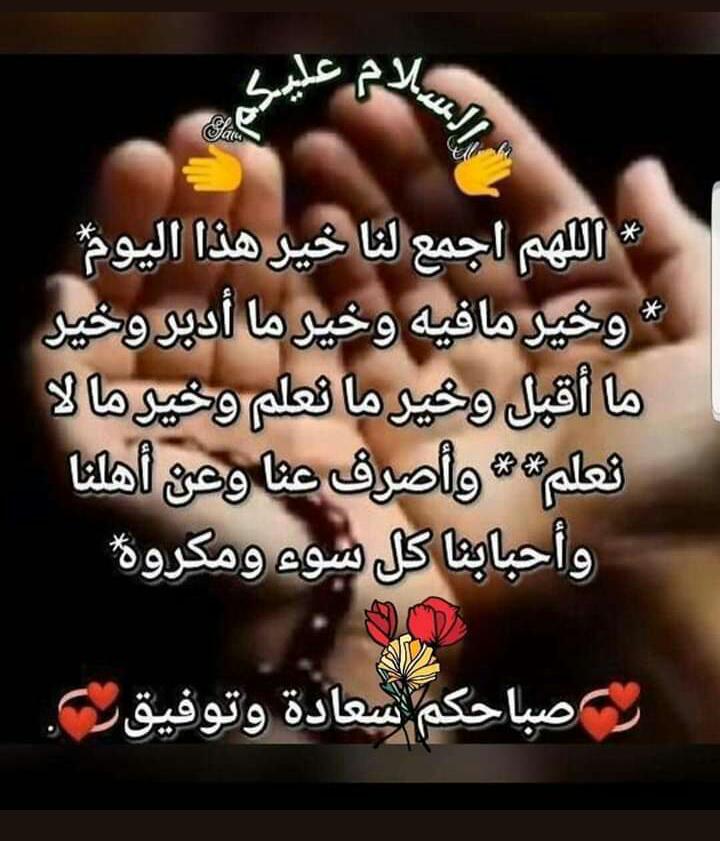 السلام عليكم
* اللهم اجمع لنا خير هذا اليوم*
* وخير مافيه وخير ما أدبر وخير
ما أقبل وخير ما نعلم وخير ما لا
نعلم* * وأصرف عنا وعن أهلنا
وأحبابنا كل سوء ومكروه*
صباحكم سعادة وتوفيق.